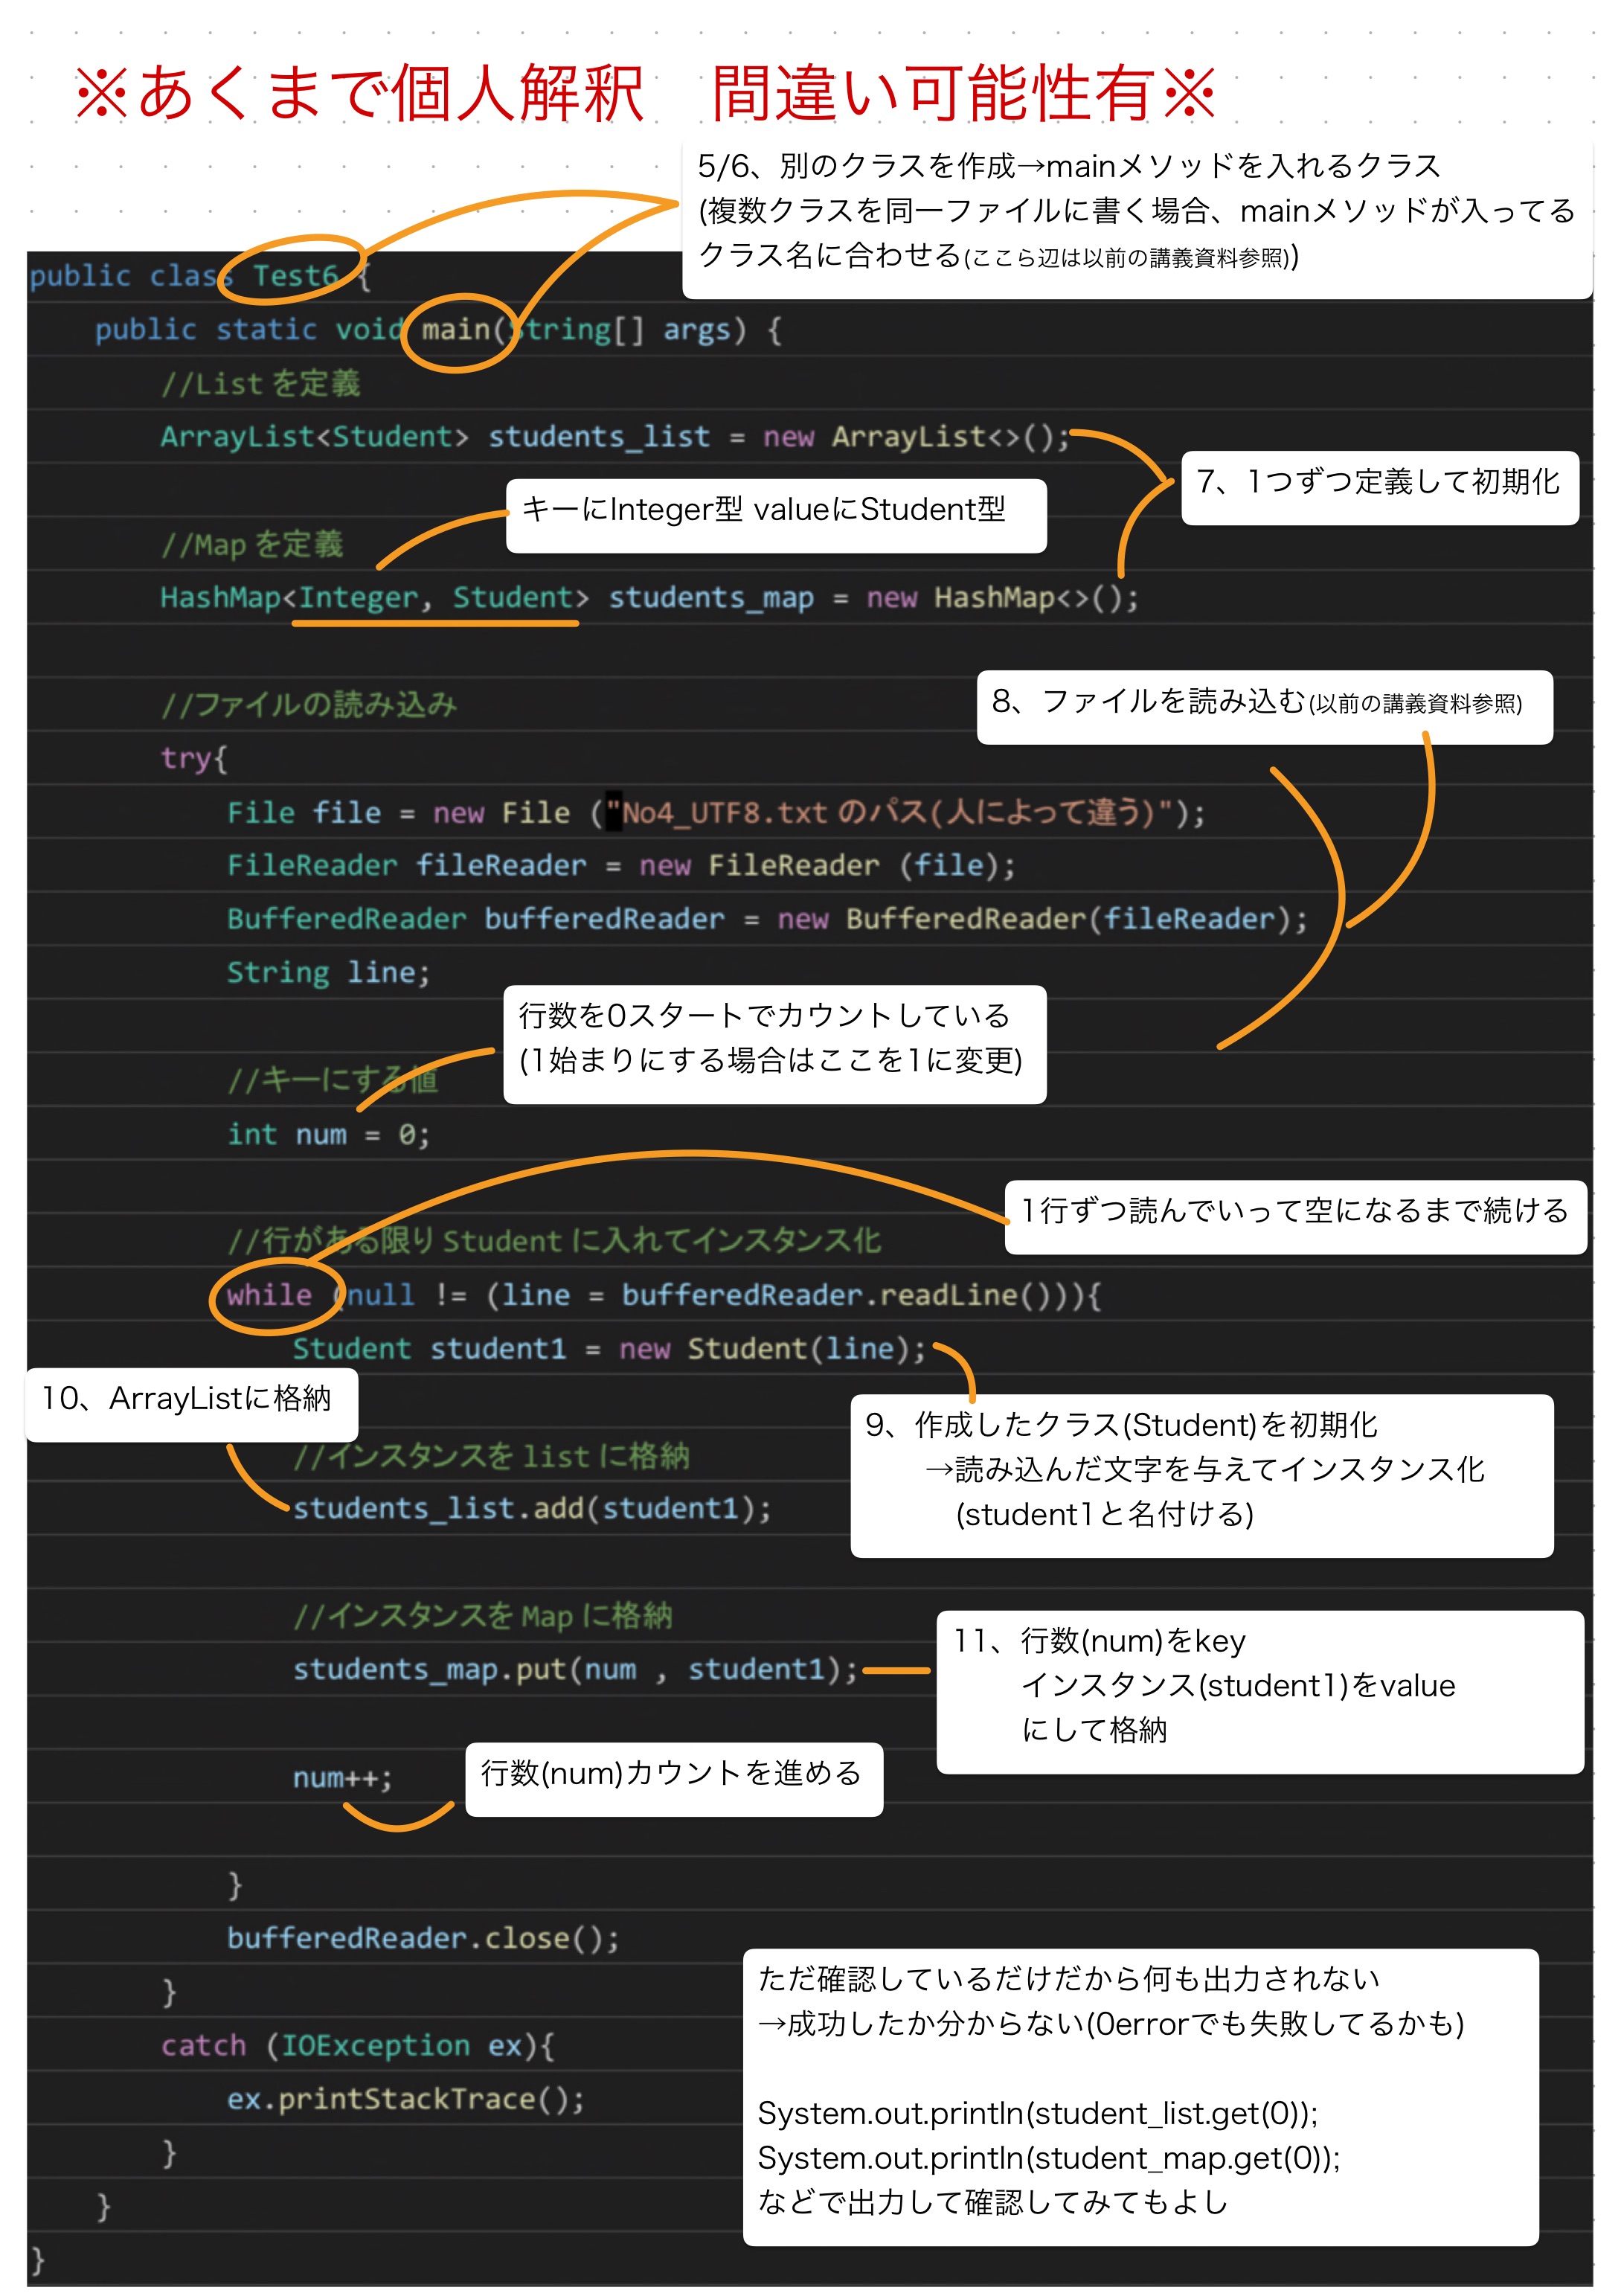 ※あくまで個人解釈　間違い可能性有※
5/6、別のクラスを作成→mainメソッドを入れるクラス
(複数クラスを同一ファイルに書く場合、mainメソッドが入ってる
クラス名に合わせる(ここら辺は以前の講義資料参照))
public class Test6 {
public static void main(String[] args) {
//List を定義
ArrayList<Student> students_list = new ArrayList<>();
7、1つずつ定義して初期化
キーにInteger型 valueにStudent型
//Map を定義
HashMap<Integer, Student> students_map = new HashMap<>();
8、ファイルを読み込む(以前の講義資料参照)
//ファイルの読み込み
try{
File file = new File ("No4_UTF8.txt のパス(人によって違う)");
FileReader fileReader = new FileReader (file);
BufferedReader bufferedReader = new BufferedReader(fileReader);
String line;
行数を0スタートでカウントしている
(1始まりにする場合はここを1に変更)
//キーにする値
int num = 0;
1行ずつ読んでいって空になるまで続ける
//行がある限り Student に入れてインスタンス化
while (null != (line = bufferedReader.readLine())){
Student student1 = new Student(line);
10、ArrayListに格納
9、作成したクラス(Student)を初期化
→読み込んだ文字を与えてインスタンス化
(student1と名付ける)
//インスタンスを list に格納
students_list.add(student1);
//インスタンスを Map に格納
students_map.put(num , student1);
11、行数(num)をkey
インスタンス(student1)をvalue
にして格納
num++;
行数(num)カウントを進める
}
bufferedReader.close();
}
catch (IOException ex){
ex.printStackTrace();
}
}
}
ただ確認しているだけだから何も出力されない
→成功したか分からない(0errorでも失敗してるかも)
System.out.println(student_list.get(0));
System.out.println(student_map.get(0));
などで出力して確認してみてもよし